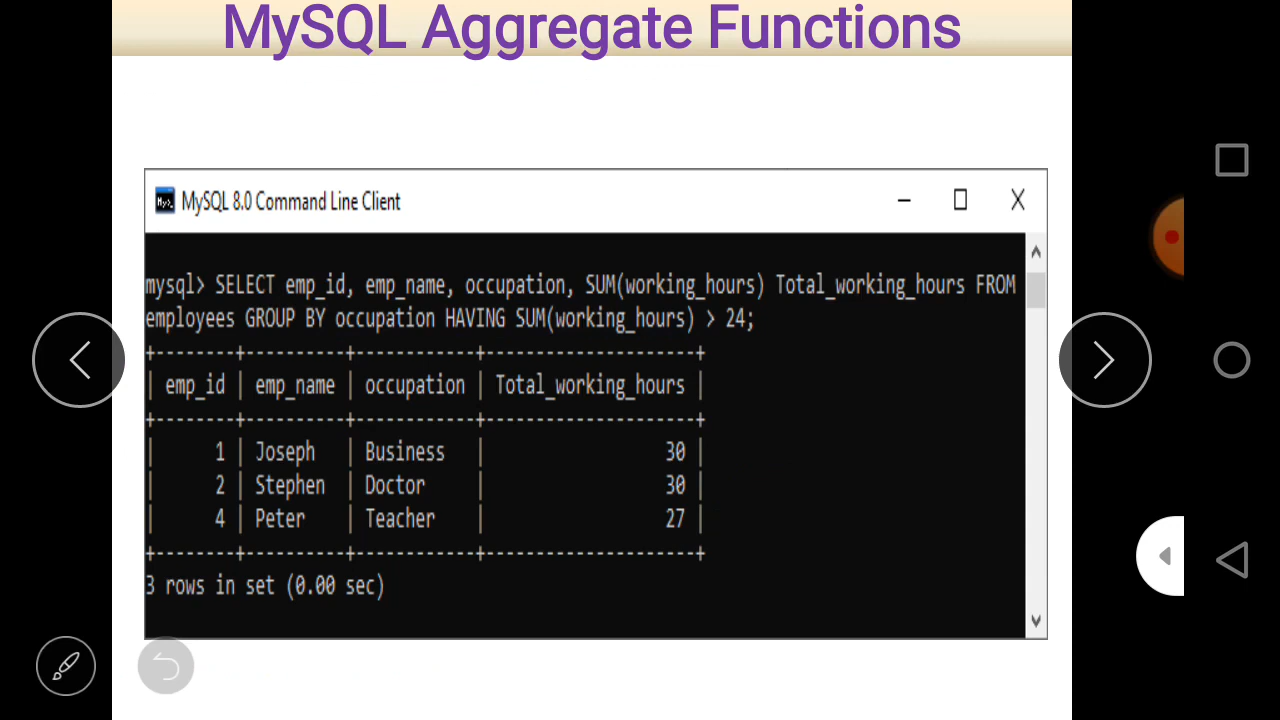 MySQL Aggregate Functions
MySQL 8.0 Command Line Client
mysql> SELECT emp_id, emp_name, occupation, SUM(working_hours) Total_working_hours FROM
employees GROUP BY occupation HAVING SUM(working_hours) > 24;
+--------+----------+------------+---------------------+
| emp_id | emp_name | occupation | Total_working_hours |
+--------+----------+------------+---------------------+
| 1 | Joseph | Business | 30 |
| 2 | Stephen | Doctor | 30 |
| 4 | Peter | Teacher | 27 |
+--------+----------+------------+---------------------+
3 rows in set (0.00 sec)